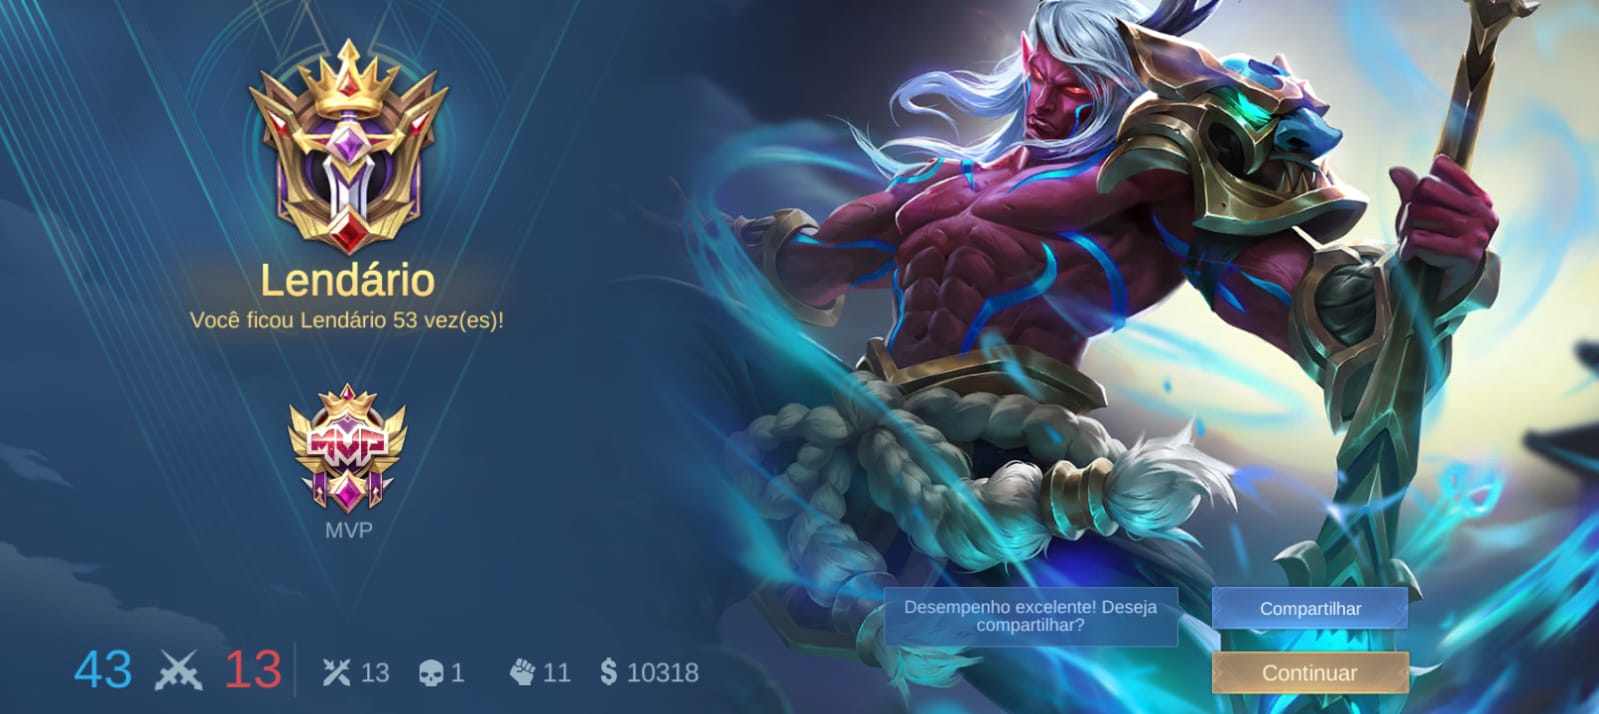 Lendário
Você ficou Lendário 53 vez(es)!
MVP
MVP
Desempenho excelente! Deseja
compartilhar?
Compartilhar
Continuar
43 13 13 1 11 $ 10318